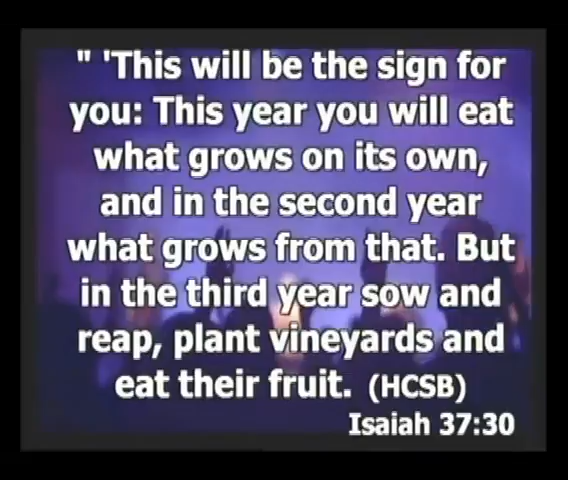 " 'This will be the sign for
you: This year you will eat
what grows on its own,
and in the second year
what grows from that. But
in the third year sow and
reap, plant vineyards and
eat their fruit. (HCSB)
Isaiah 37:30